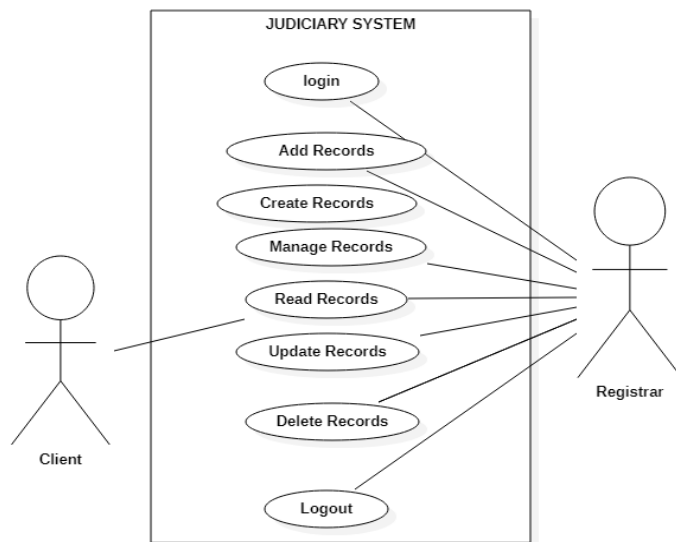 JUDICIARY SYSTEM
login
Add Records
Create Records
Manage Records
Read Records
Update Records
Delete Records
Logout
Client
Registrar